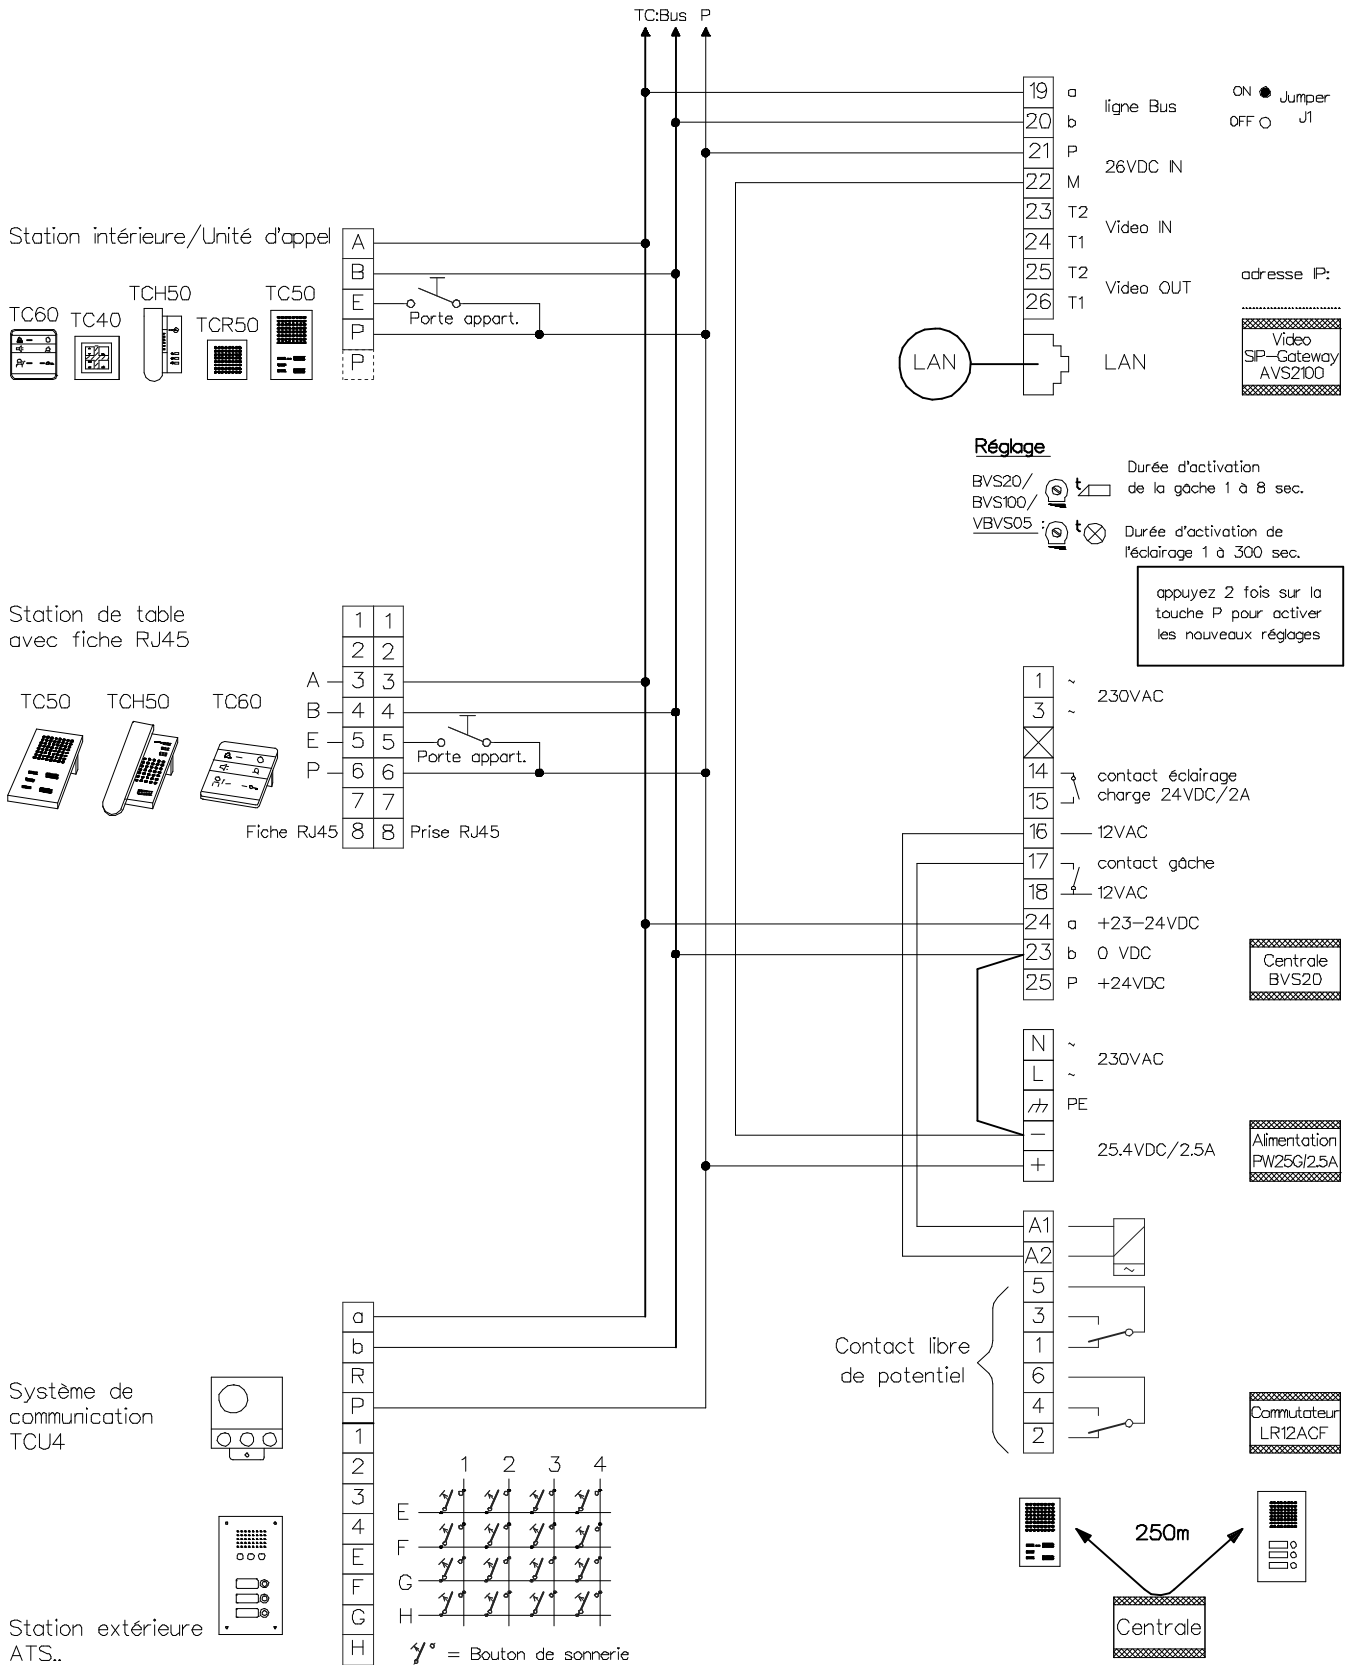 TC:Bus P
19 a
ligne Bus
20 b
21 P
26VDC IN
22 M
23 T2
Video IN
24 T1
25 T2
Video OUT
26 T1
LAN
LAN
ON
OFF
Jumper
J1
adresse IP:
Video
SIP-Gateway
AVS2100
Station intérieure/Unité d'appel
TC60
TC40
TCH50
TCR50
TC50
A
B
E
P
P
Porte appart.
Réglage
BVS20/
BVS100/
VBVS05 :
t
Durée d'activation
de la gâche 1 à 8 sec.
t
Durée d'activation de
l'éclairage 1 à 300 sec.
appuyez 2 fois sur la
touche P pour activer
les nouveaux réglages
Station de table
avec fiche RJ45
TC50
TCH50
TC60
1 1
2 2
A 3 3
B 4 4
E 5 5
P 6 6
7 7
Fiche RJ45 8 8 Prise RJ45
Porte appart.
1 ~
230VAC
3 ~
14
contact éclairage
15
charge 24VDC/2A
16 12VAC
17 contact gâche
18 12VAC
24 a +23-24VDC
23 b 0 VDC
25 P +24VDC
Centrale
BVS20
N ~
230VAC
L ~
PE
-
25.4VDC/2.5A
+
Alimentation
PW25G/2.5A
A1
A2
~
5
3
1
6
4
2
Contact libre
de potentiel
Commutateur
LR12ACF
Système de
communication
TCU4
Station extérieure
ATS..
a
b
R
P
1
2
3
4
E
F
G
H
1 2 3 4
E
F
G
H
= Bouton de sonnerie
250m
Centrale